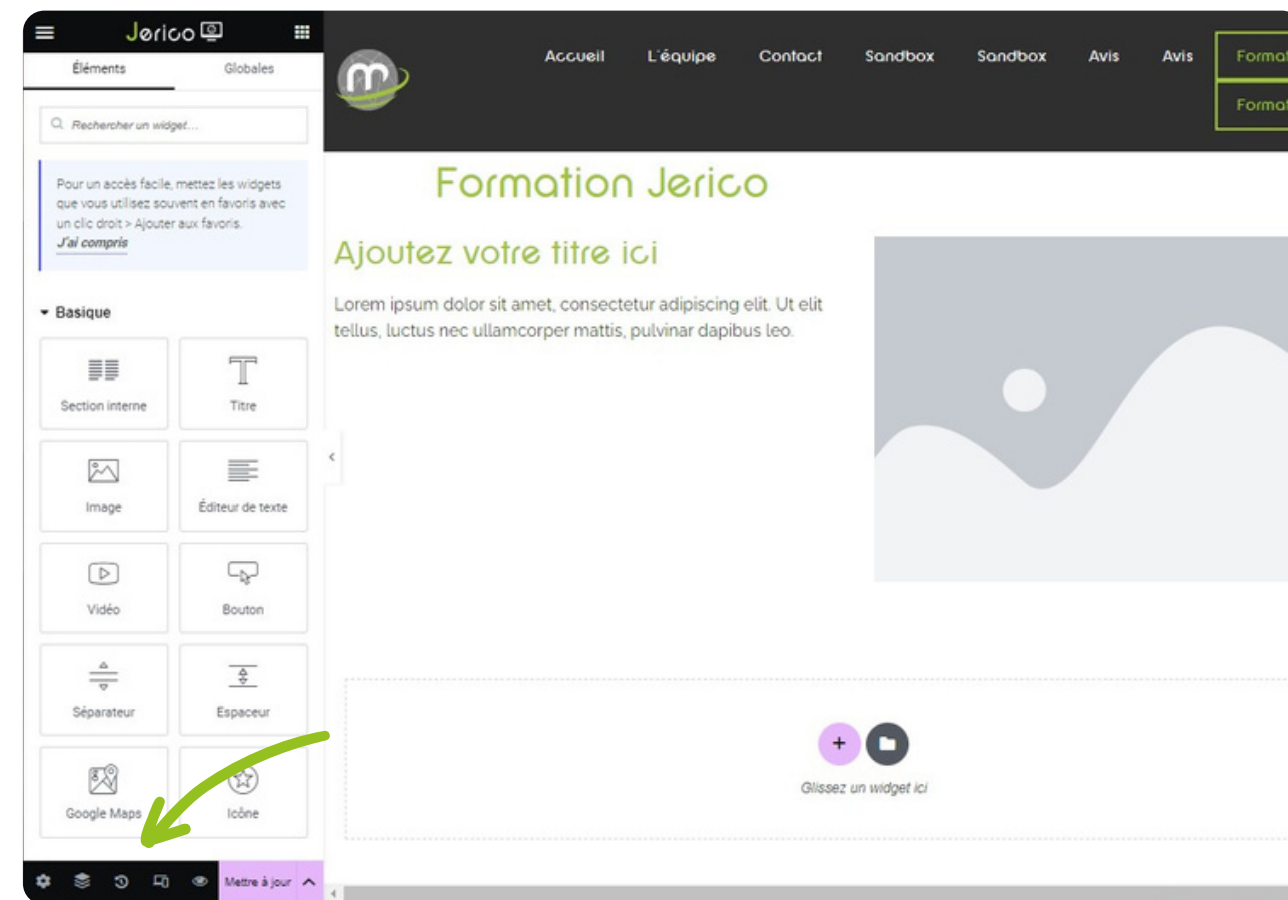 Jerico
Éléments
Globales
Rechercher un widget...
Pour un accès facile, mettez les widgets
que vous utilisez souvent en favoris avec
un clic droit > Ajouter aux favoris.
J'ai compris
Basique
Section interne
Titre
Image
Éditeur de texte
Vidéo
Bouton
Séparateur
Espaceur
Google Maps
Icône
Mettre à jour
m
Accueil
L'équipe
Contact
Sandbox
Sandbox
Avis
Avis
Format
Format
Formation Jerico
Ajoutez votre titre ici
Lorem ipsum dolor sit amet, consectetur adipiscing elit. Ut elit
tellus, luctus nec ullamcorper mattis, pulvinar dapibus leo.
Glissez un widget ici